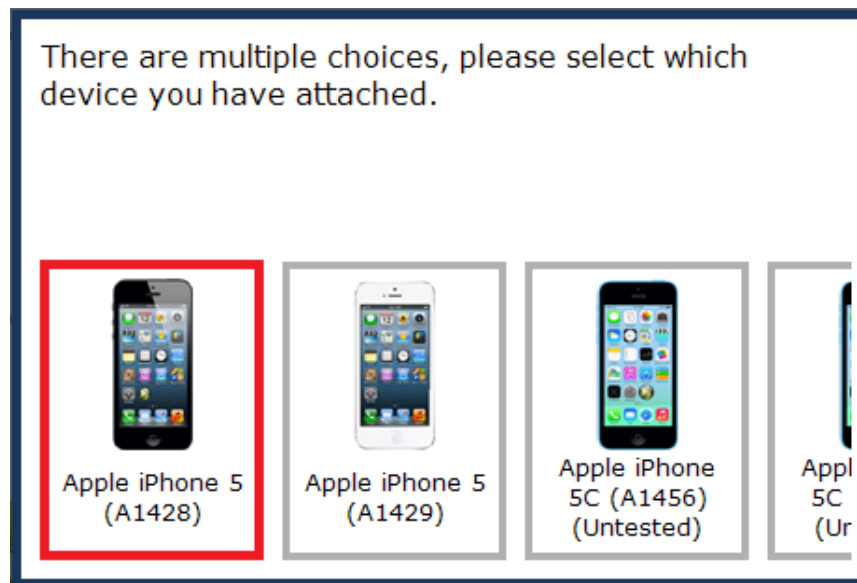 There are multiple choices, please select which
device you have attached.
Apple iPhone 5
(A1428)
Apple iPhone 5
(A1429)
Apple iPhone
5C (A1456)
(Untested)
5C